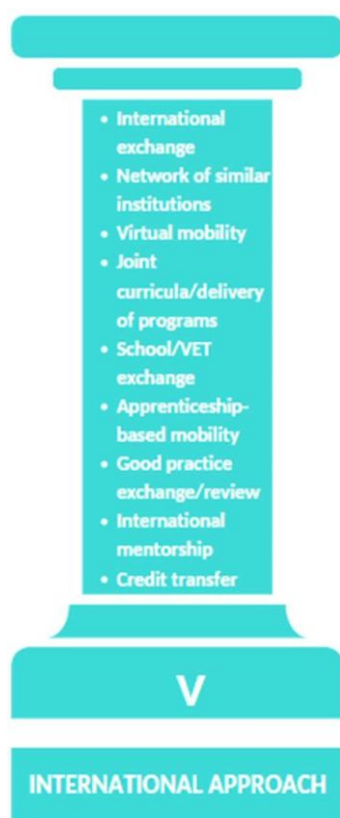 • International
exchange
• Network of similar
institutions
• Virtual mobility
• Joint
curricula/delivery
of programs
• School/VET
exchange
• Apprenticeship-
based mobility
• Good practice
exchange/review
• International
mentorship
• Credit transfer
V
INTERNATIONAL APPROACH